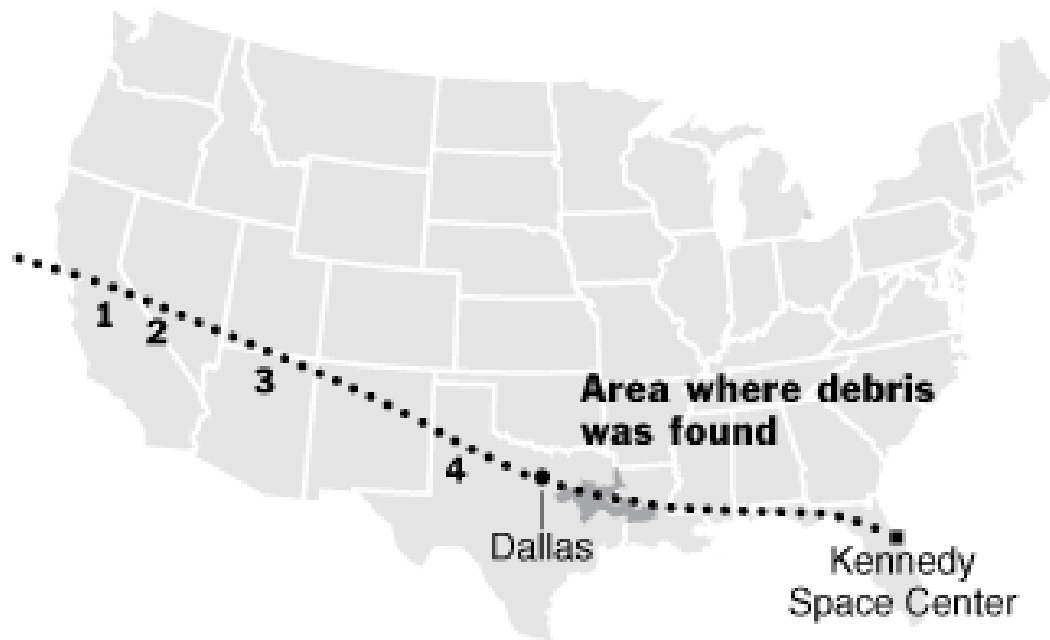 1
2
3
Area where debris
was found
4
Dallas
Kennedy
Space Center